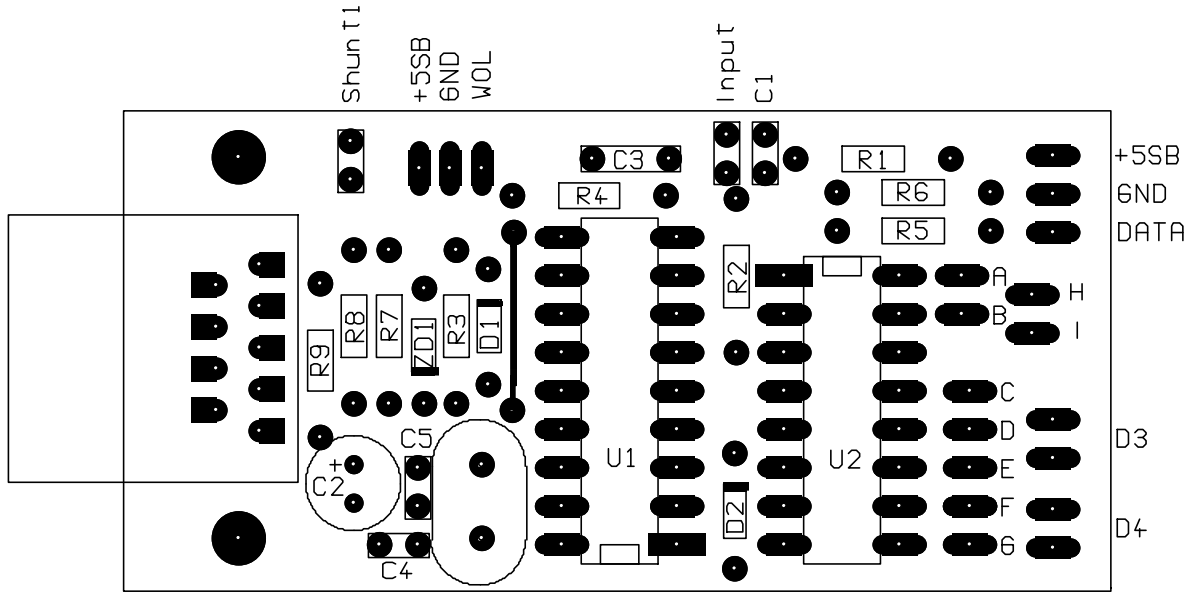 Shunt1
+5SB
GND
WOL
Input
C1
C3
R1
+5SB
R4
R6
GND
R5
DATA
R2
A
H
B
I
R9
R8
R7
ZD1
R3
D1
C
D
D3
C5
U1
U2
E
+
C2
F
D2
D4
G
C4